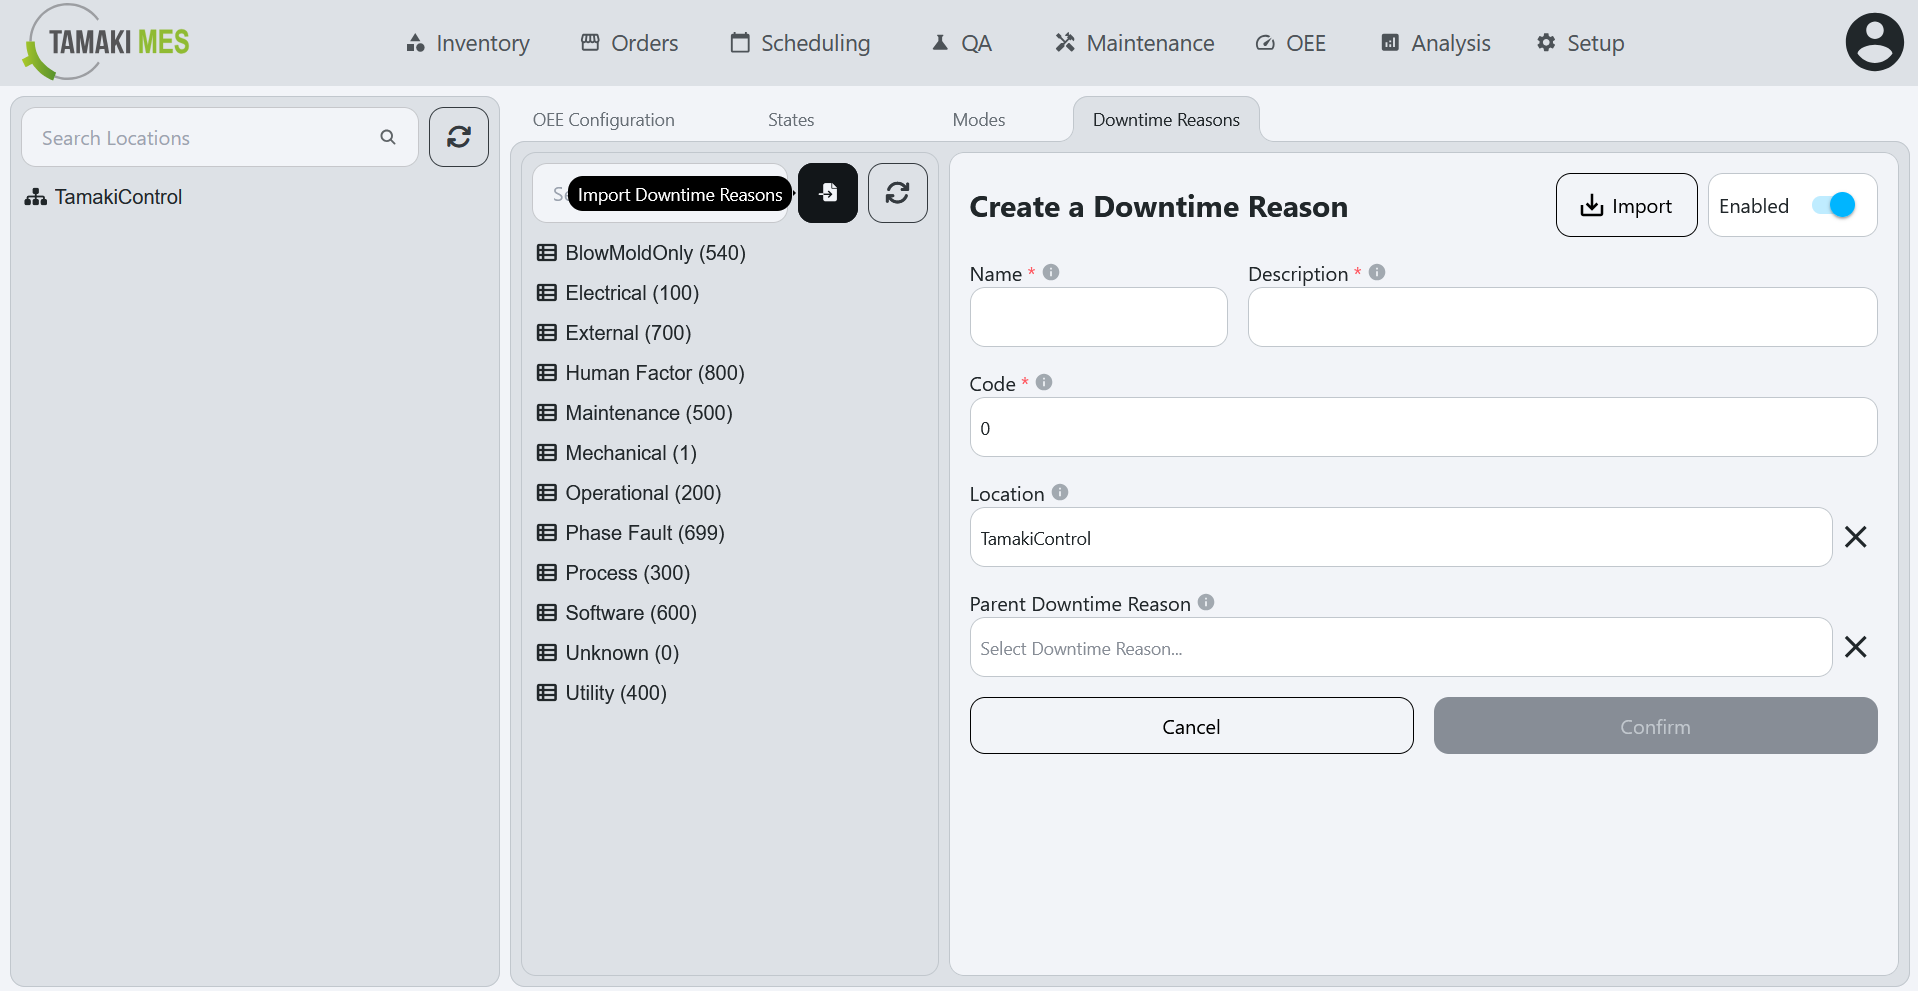 TAMAKI MES
Inventory
Orders
Scheduling
QA
Maintenance
OEE
Analysis
Setup
Search Locations
TamakiControl
OEE Configuration
States
Modes
Downtime Reasons
Import Downtime Reasons
BlowMoldOnly (540)
Electrical (100)
External (700)
Human Factor (800)
Maintenance (500)
Mechanical (1)
Operational (200)
Phase Fault (699)
Process (300)
Software (600)
Unknown (0)
Utility (400)
Create a Downtime Reason
Import
Enabled
Name *
Description *
Code *
0
Location
TamakiControl
Parent Downtime Reason
Select Downtime Reason...
Cancel
Confirm